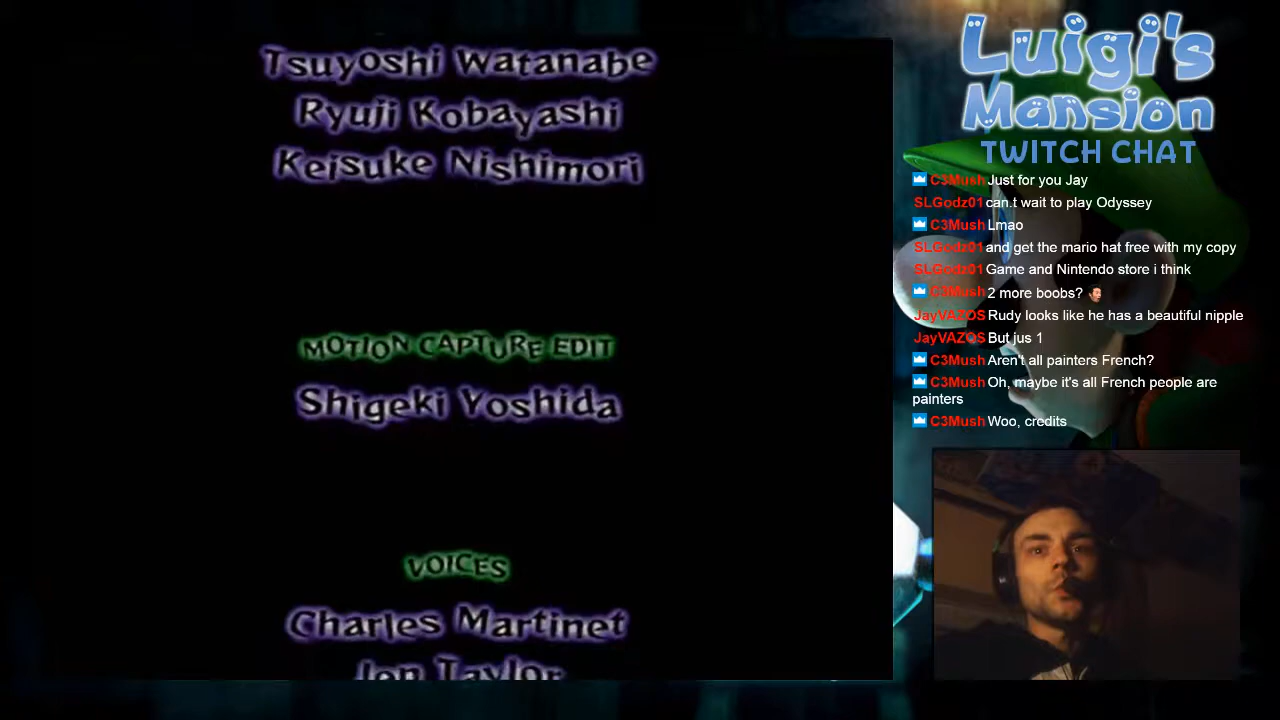 Tsuyoshi Watanabe
Ryuji Kobayashi
Keisuke Nishimori
MOTION CAPTURE EDIT
Shigeki Yoshida
VOICES
Charles Martinet
Jen Taylor
Luigi's
Mansion
TWITCH CHAT
C3Mush Just for you Jay
SLGodz01 can.t wait to play Odyssey
C3Mush Lmao
SLGodz01 and get the mario hat free with my copy
SLGodz01 Game and Nintendo store i think
C3Mush 2 more boobs?
JayVAZOS Rudy looks like he has a beautiful nipple
JayVAZOS But jus 1
C3Mush Aren't all painters French?
C3Mush Oh, maybe it's all French people are
painters
C3Mush Woo, credits